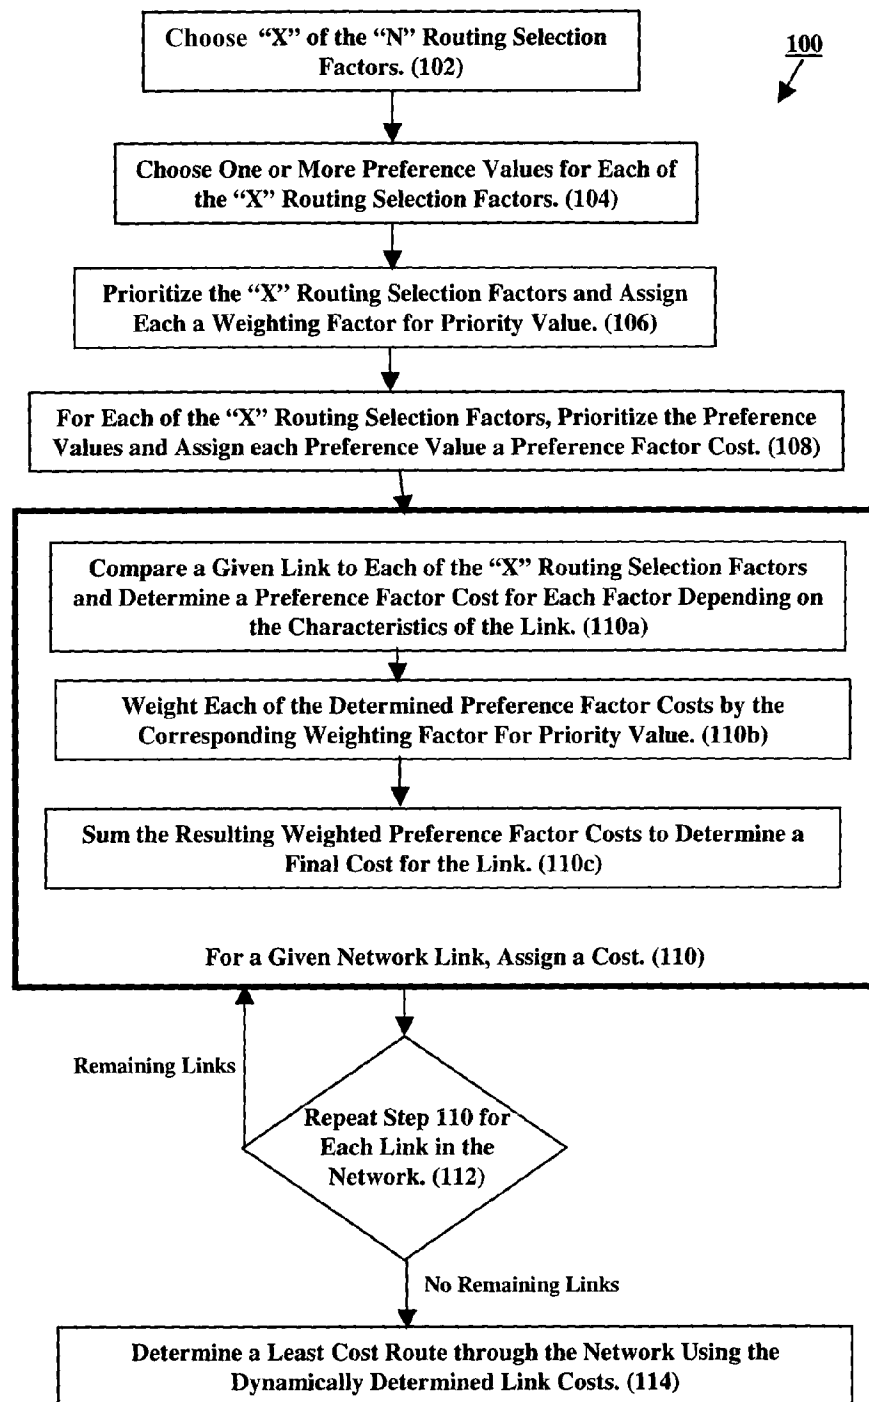 Choose “X” of the “N” Routing Selection
Factors. (102)
100
Choose One or More Preference Values for Each of
the “X” Routing Selection Factors. (104)
Prioritize the “X” Routing Selection Factors and Assign
Each a Weighting Factor for Priority Value. (106)
For Each of the “X” Routing Selection Factors, Prioritize the Preference
Values and Assign each Preference Value a Preference Factor Cost. (108)
Compare a Given Link to Each of the “X” Routing Selection Factors
and Determine a Preference Factor Cost for Each Factor Depending on
the Characteristics of the Link. (110a)
Weight Each of the Determined Preference Factor Costs by the
Corresponding Weighting Factor For Priority Value. (110b)
Sum the Resulting Weighted Preference Factor Costs to Determine a
Final Cost for the Link. (110c)
For a Given Network Link, Assign a Cost. (110)
Remaining Links
Repeat Step 110 for
Each Link in the
Network. (112)
No Remaining Links
Determine a Least Cost Route through the Network Using the
Dynamically Determined Link Costs. (114)